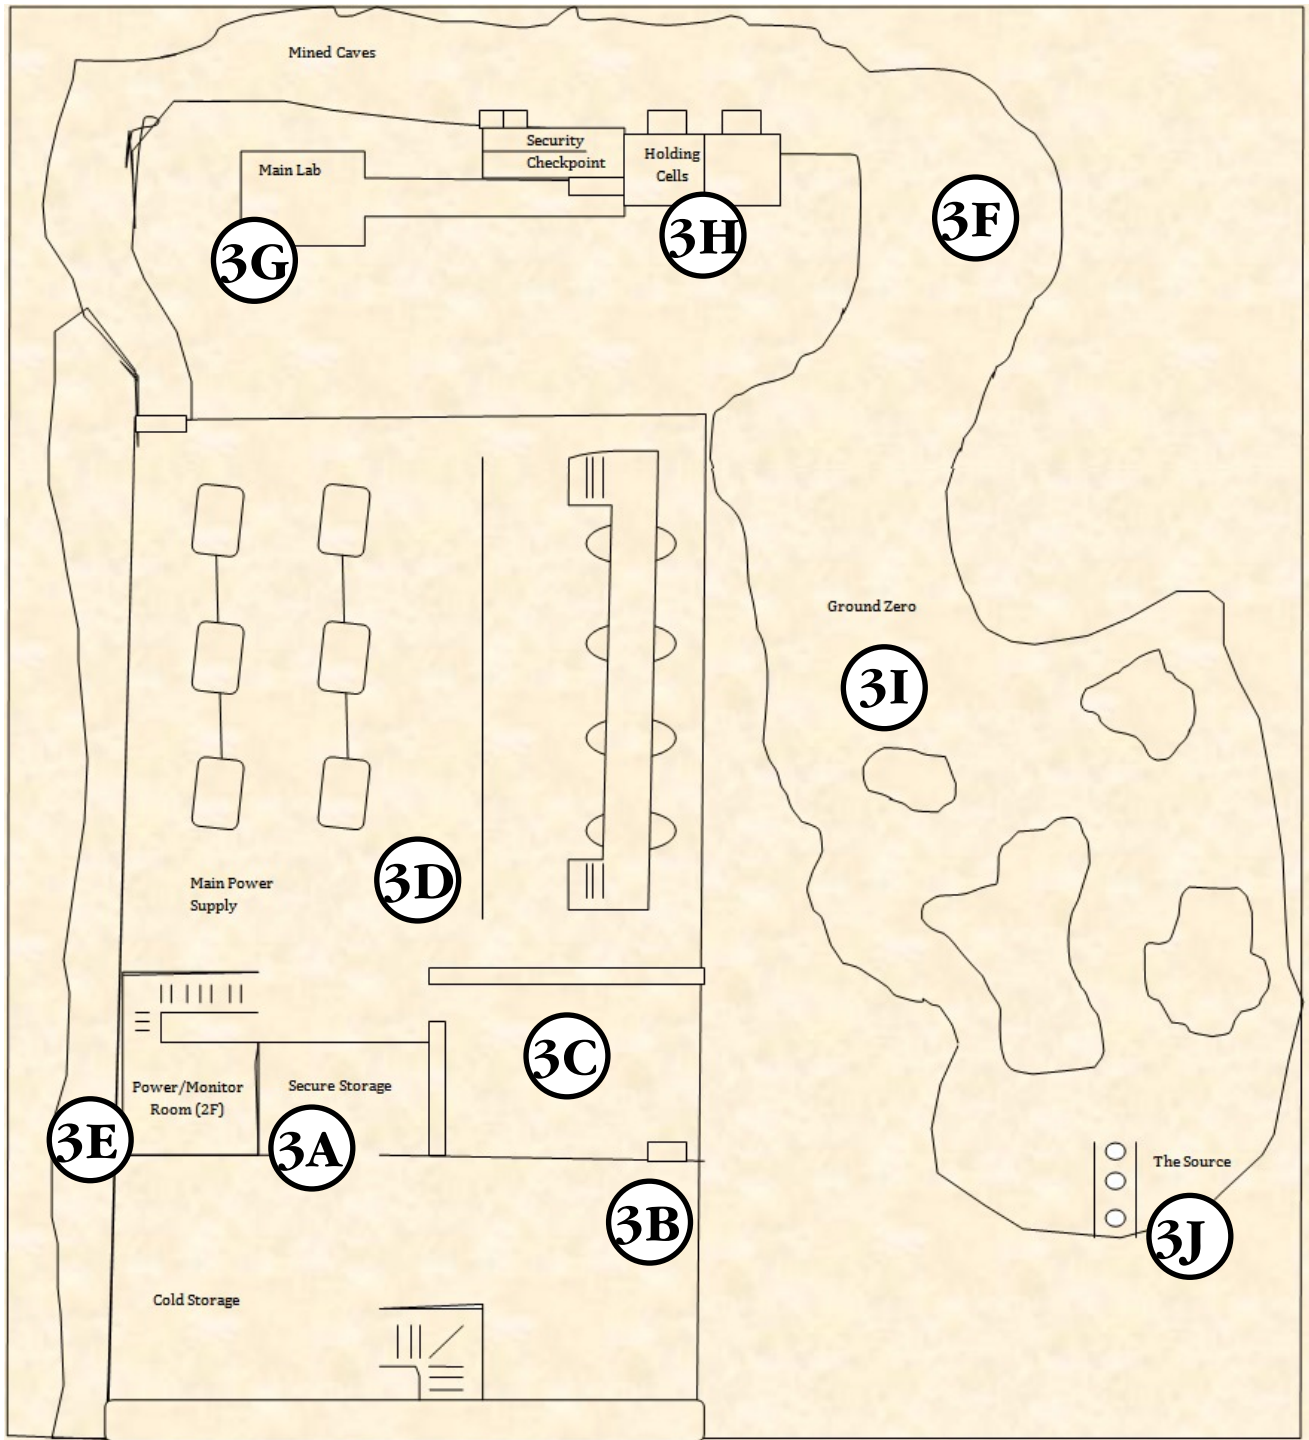 Mined Caves
Security
Checkpoint
Holding
Cells
Main Lab
3F
3H
3G
Ground Zero
3I
3D
Main Power
Supply
3C
Power/Monitor
Room (2F)
Secure Storage
3E
3A
The Source
3B
3J
Cold Storage